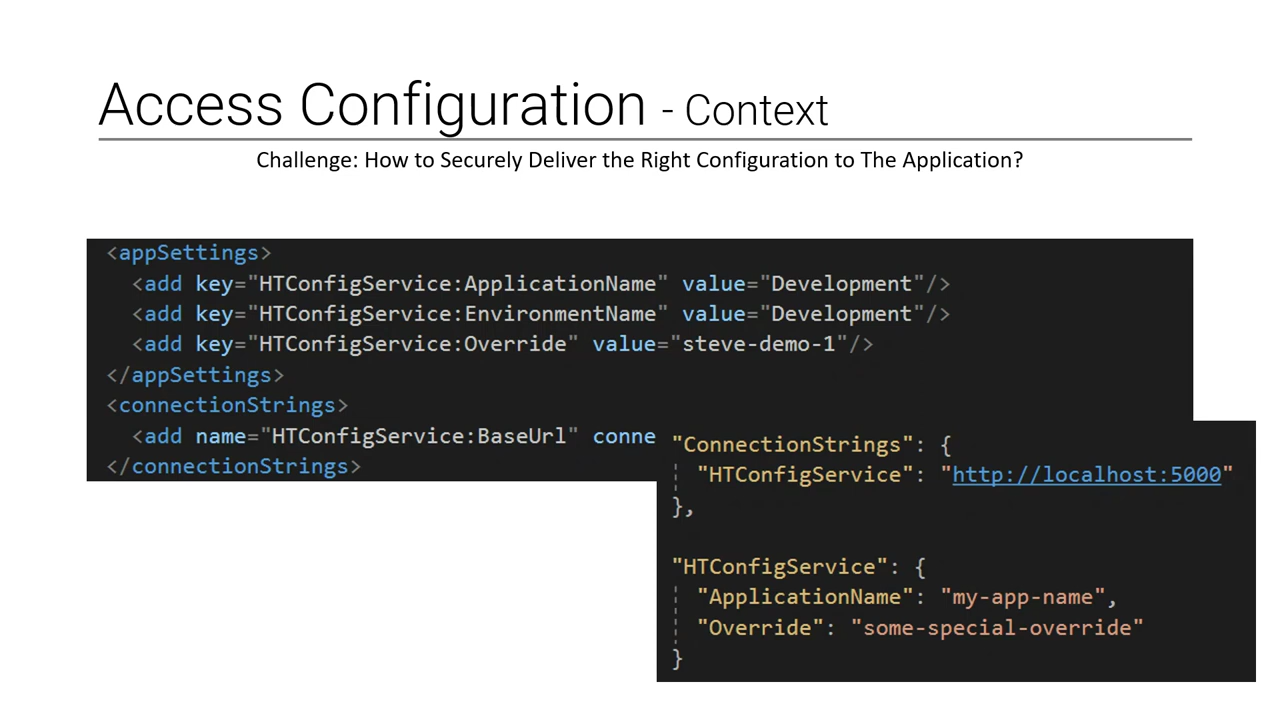 Access Configuration - Context
Challenge: How to Securely Deliver the Right Configuration to The Application?
<appSettings>
<add key="HTConfigService:ApplicationName" value="Development"/>
<add key="HTConfigService:EnvironmentName" value="Development"/>
<add key="HTConfigService:Override" value="steve-demo-1"/>
</appSettings>
<connectionStrings>
<add name="HTConfigService:BaseUrl" conne
</connectionStrings>
"ConnectionStrings": {
"HTConfigService": "http://localhost:5000"
},
"HTConfigService": {
"ApplicationName": "my-app-name",
"Override": "some-special-override"
}